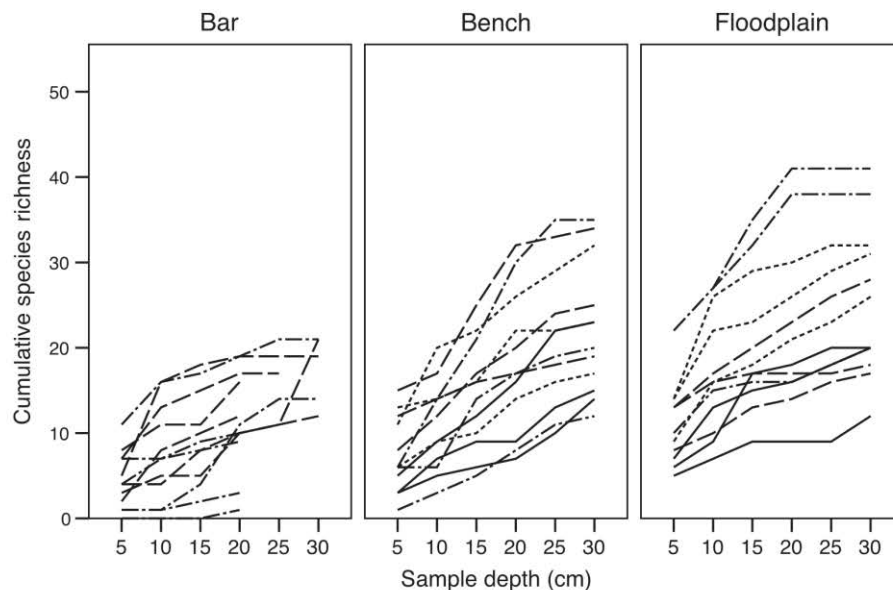 Bar Bench Floodplain
Cumulative species richness
50
40
30
20
10
0
5 10 15 20 25 30 5 10 15 20 25 30 5 10 15 20 25 30
Sample depth (cm)